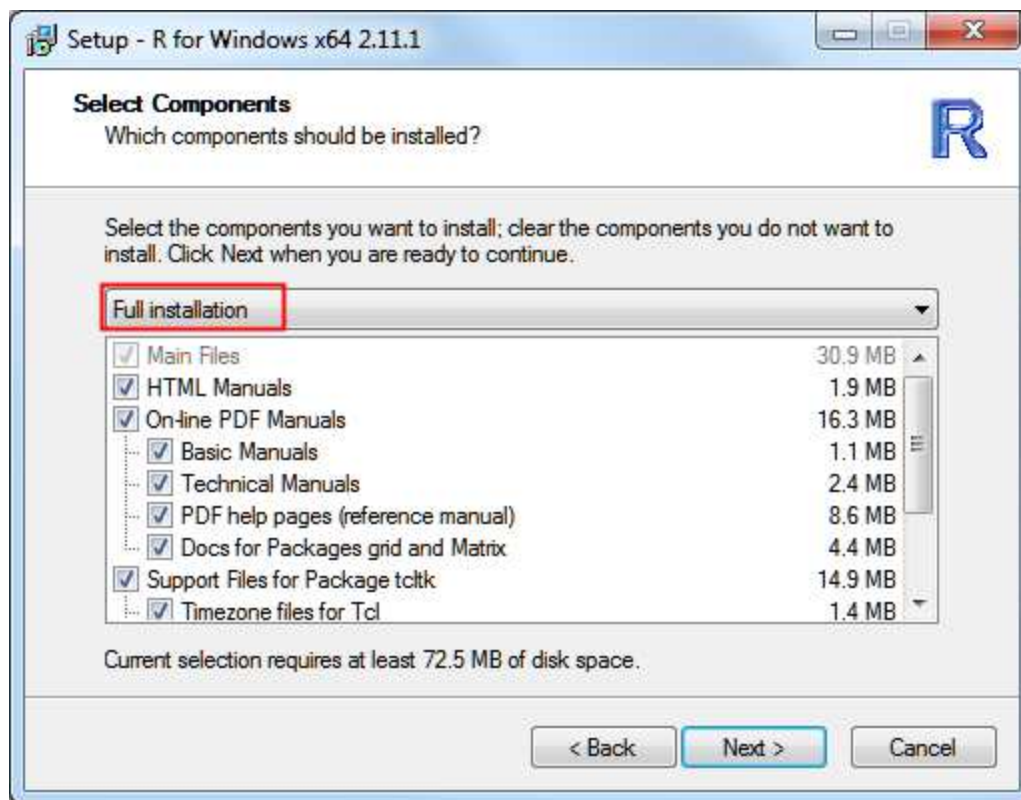 Setup - R for Windows x64 2.11.1
Select Components
Which components should be installed?
R
Select the components you want to install; clear the components you do not want to
install. Click Next when you are ready to continue.
Full installation
Main Files 30.9 MB
HTML Manuals 1.9 MB
On-line PDF Manuals 16.3 MB
Basic Manuals 1.1 MB
Technical Manuals 2.4 MB
PDF help pages (reference manual) 8.6 MB
Docs for Packages grid and Matrix 4.4 MB
Support Files for Package tcltk 14.9 MB
Timezone files for Tcl 1.4 MB
Current selection requires at least 72.5 MB of disk space.
< Back Next > Cancel